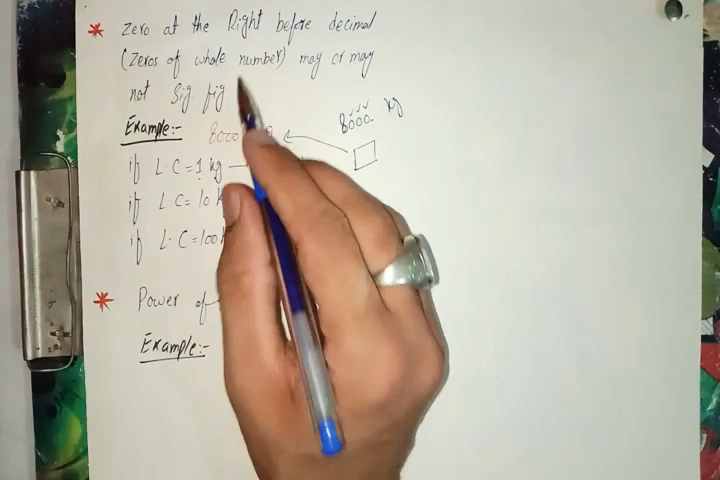 * Zero at the Right before decimal
(Zeros of whole number) may or may
not Sig fig
Example:-
8000
8000. kg
if L.C = 1 kg
if L C = 10 k
if L.C = 100
* Power of
Example:-